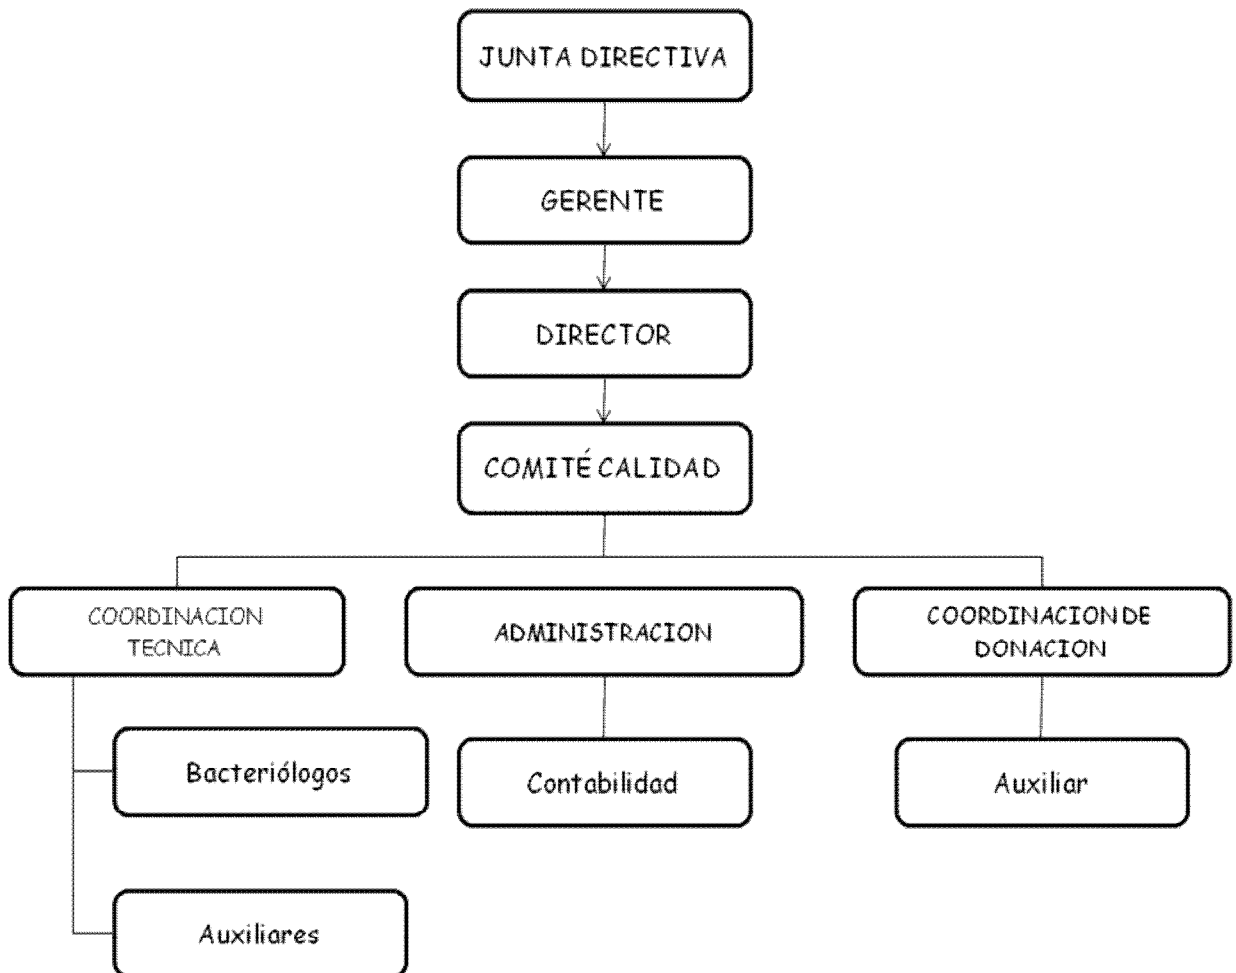 JUNTA DIRECTIVA
GERENTE
DIRECTOR
COMITÉ CALIDAD
COORDINACION
TECNICA
ADMINISTRACION
COORDINACION DE
DONACION
Bacteriólogos
Contabilidad
Auxiliar
Auxiliares